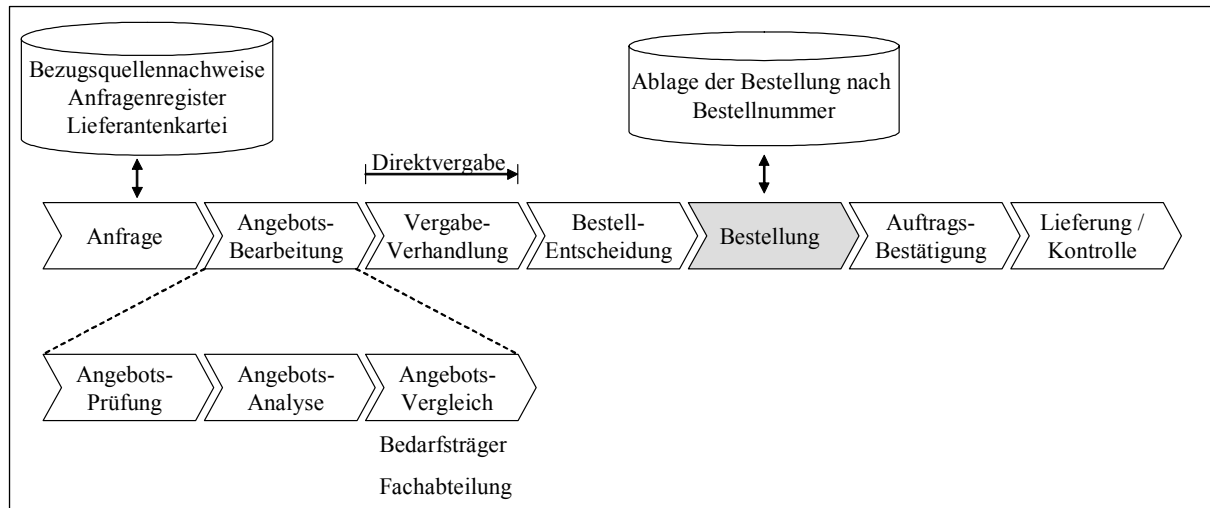 Bezugsquellennachweise
Anfragenregister
Lieferantenkartei
Ablage der Bestellung nach
Bestellnummer
Direktvergabe
Anfrage
Angebots-
Bearbeitung
Vergabe-
Verhandlung
Bestell-
Entscheidung
Bestellung
Auftrags-
Bestätigung
Lieferung /
Kontrolle
Angebots-
Prüfung
Angebots-
Analyse
Angebots-
Vergleich
Bedarfsträger
Fachabteilung